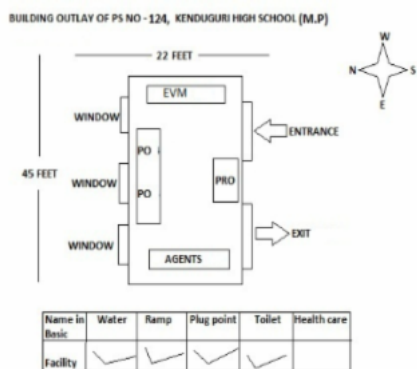 BUILDING OUTLAY OF PS NO - 124, KENDUGURI HIGH SCHOOL (M.P)
W
N
S
E
22 FEET
EVM
WINDOW
ENTRANCE
PO
45 FEET
WINDOW
PO
PRO
WINDOW
EXIT
AGENTS
Name in Basic Facility
Water
Ramp
Plug point
Toilet
Health care